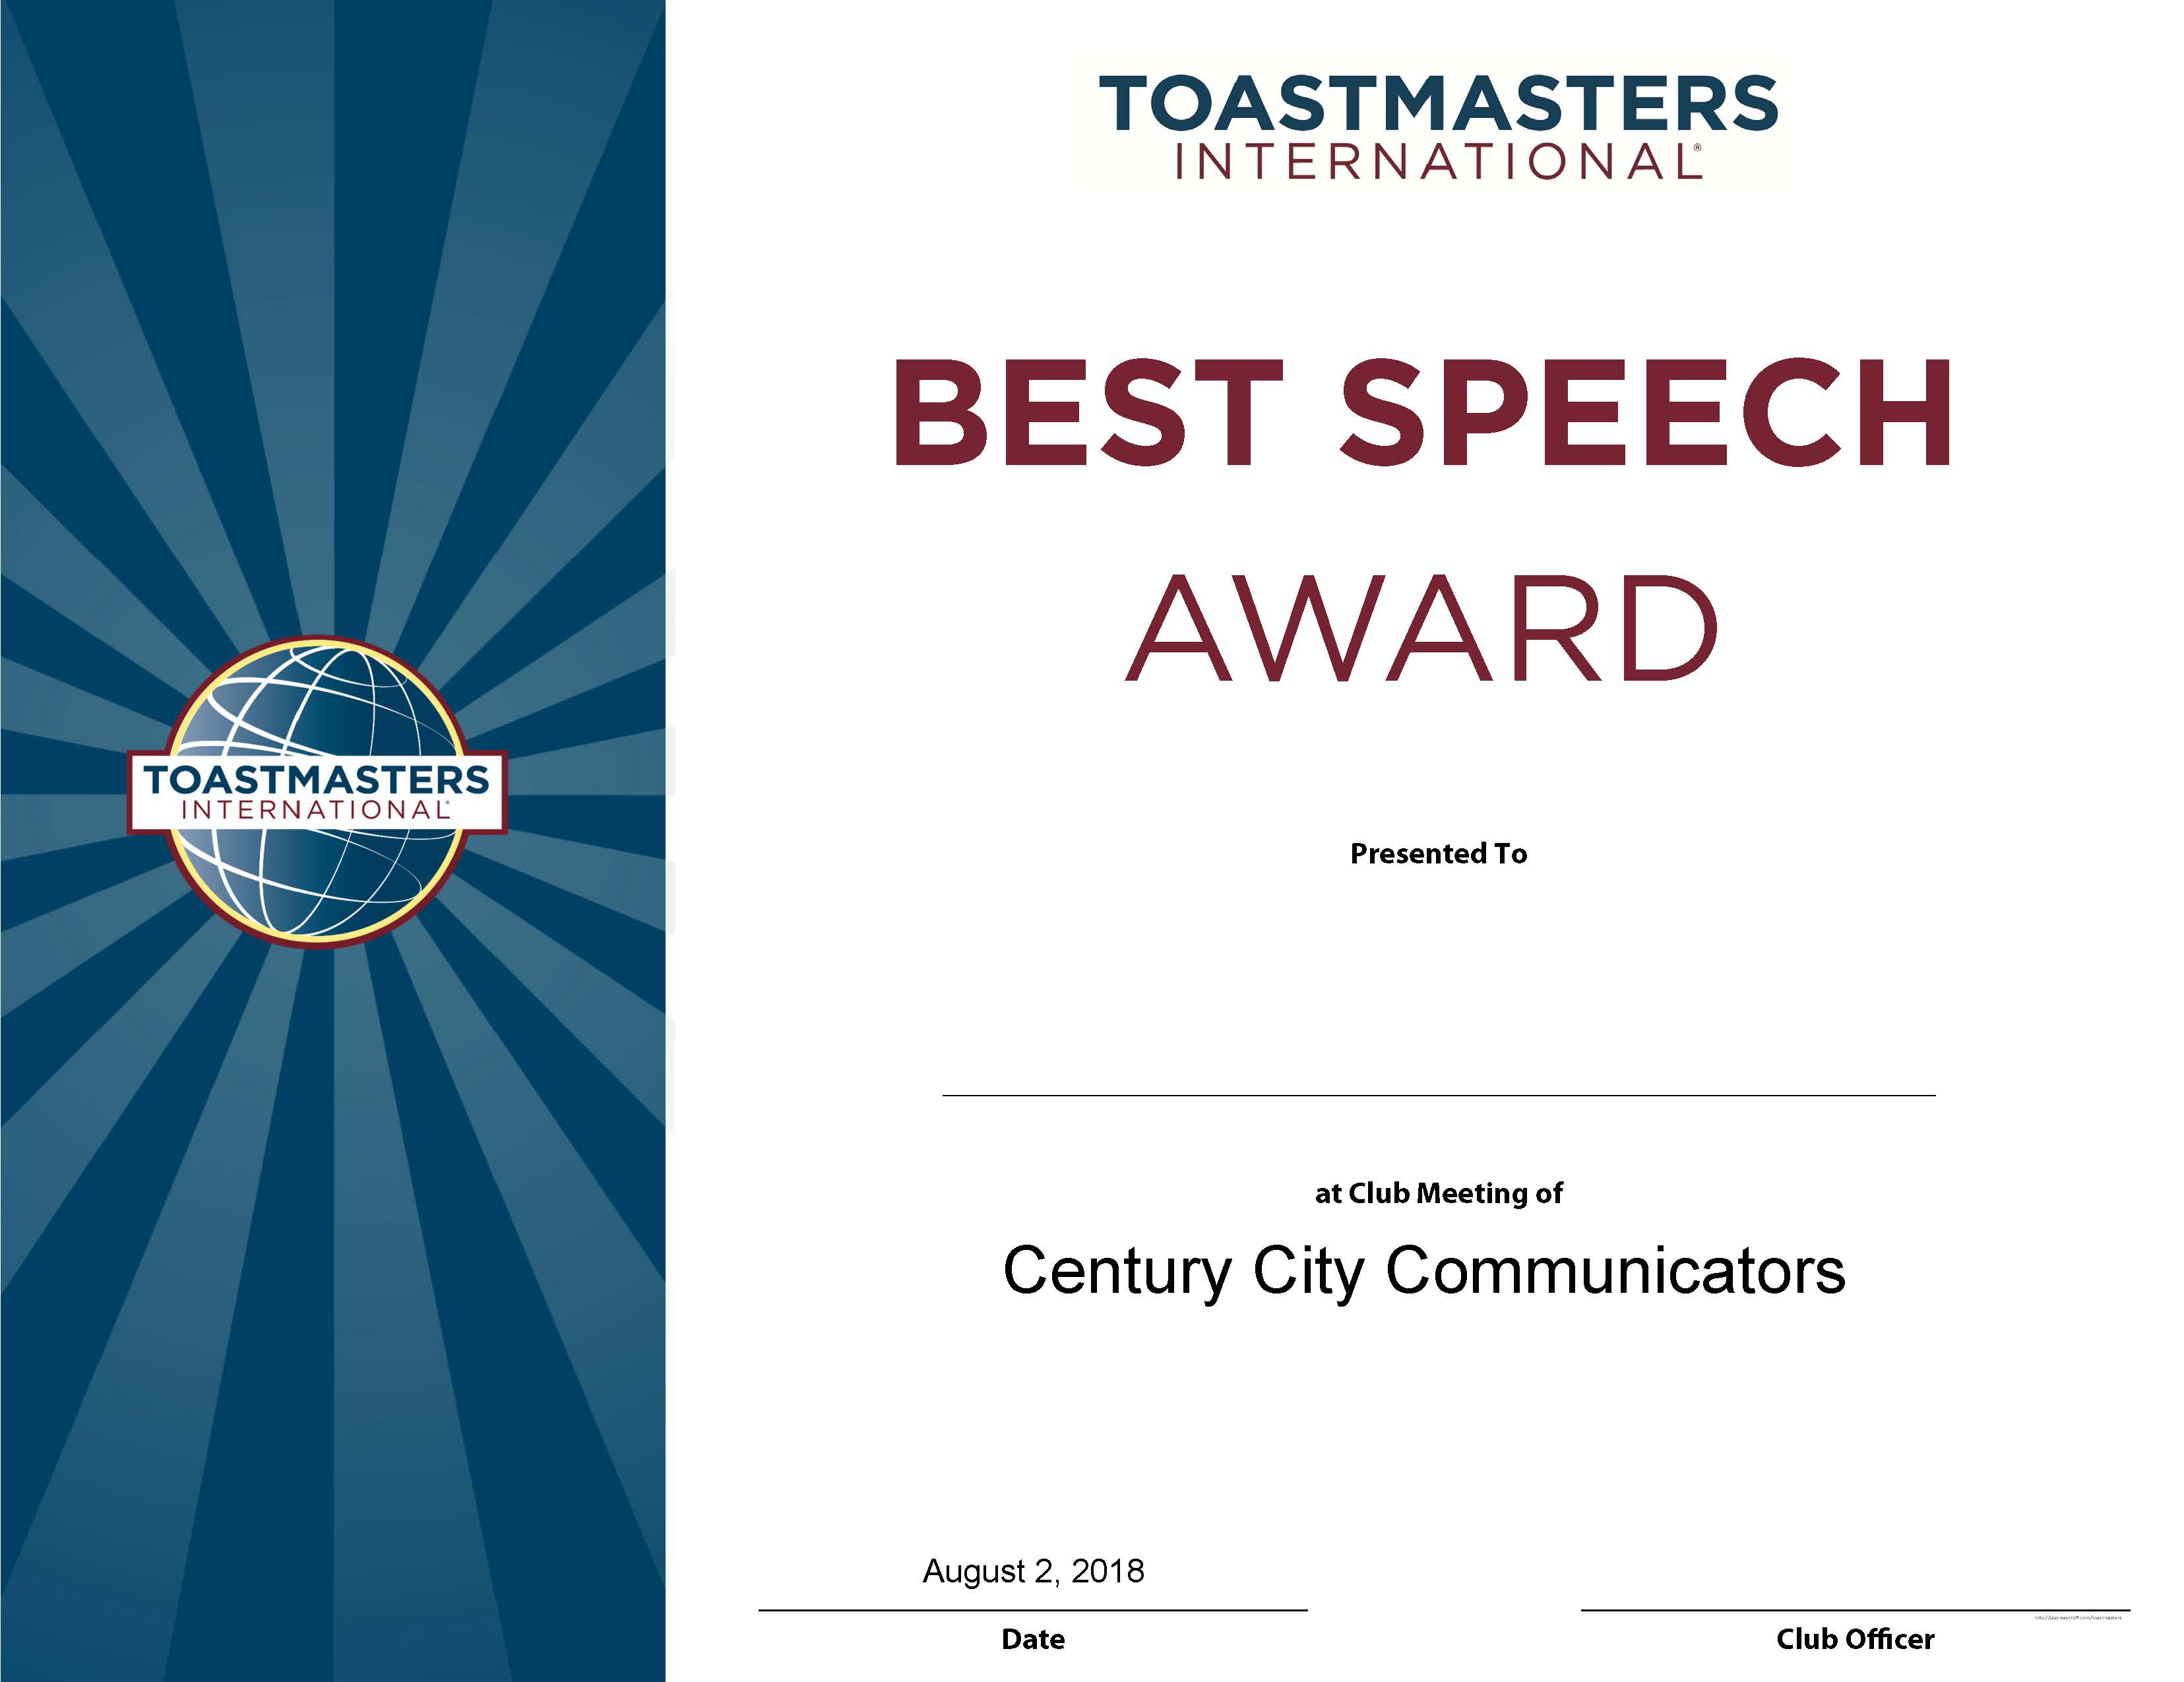 TOASTMASTERS
INTERNATIONAL®
BEST SPEECH
AWARD
TOASTMASTERS
INTERNATIONAL®
Presented To
at Club Meeting of
Century City Communicators
August 2, 2018
Date
Club Officer